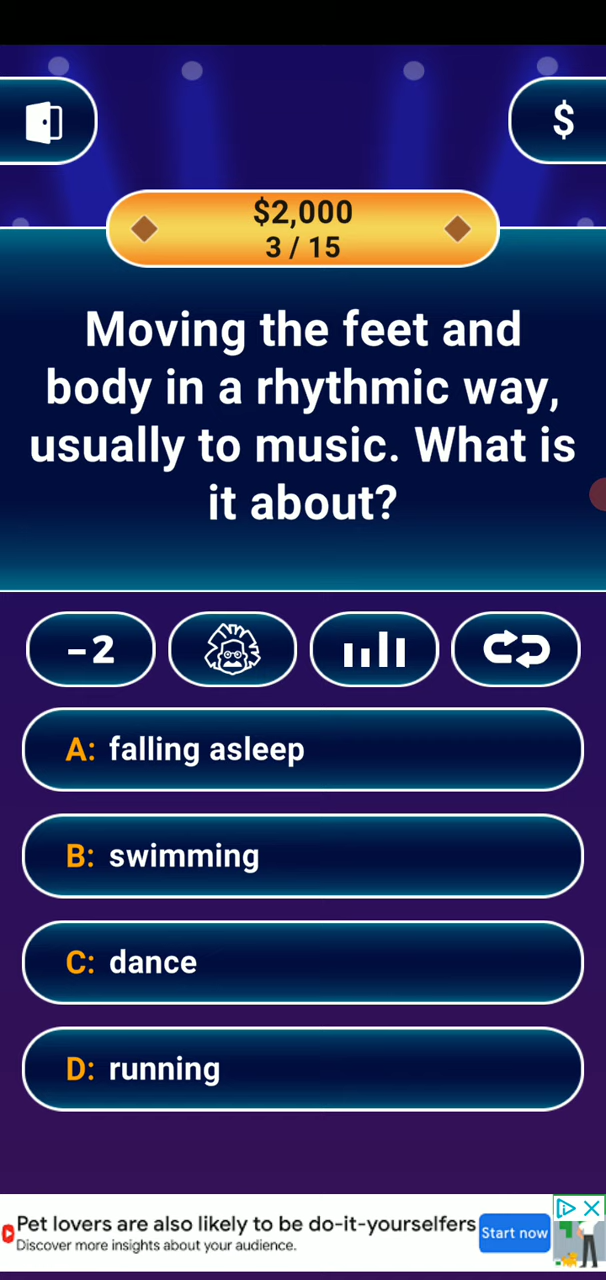 $
$2,000
3 / 15
Moving the feet and
body in a rhythmic way,
usually to music. What is
it about?
-2
A: falling asleep
B: swimming
C: dance
D: running
Pet lovers are also likely to be do-it-yourselfers
Discover more insights about your audience.
Start now